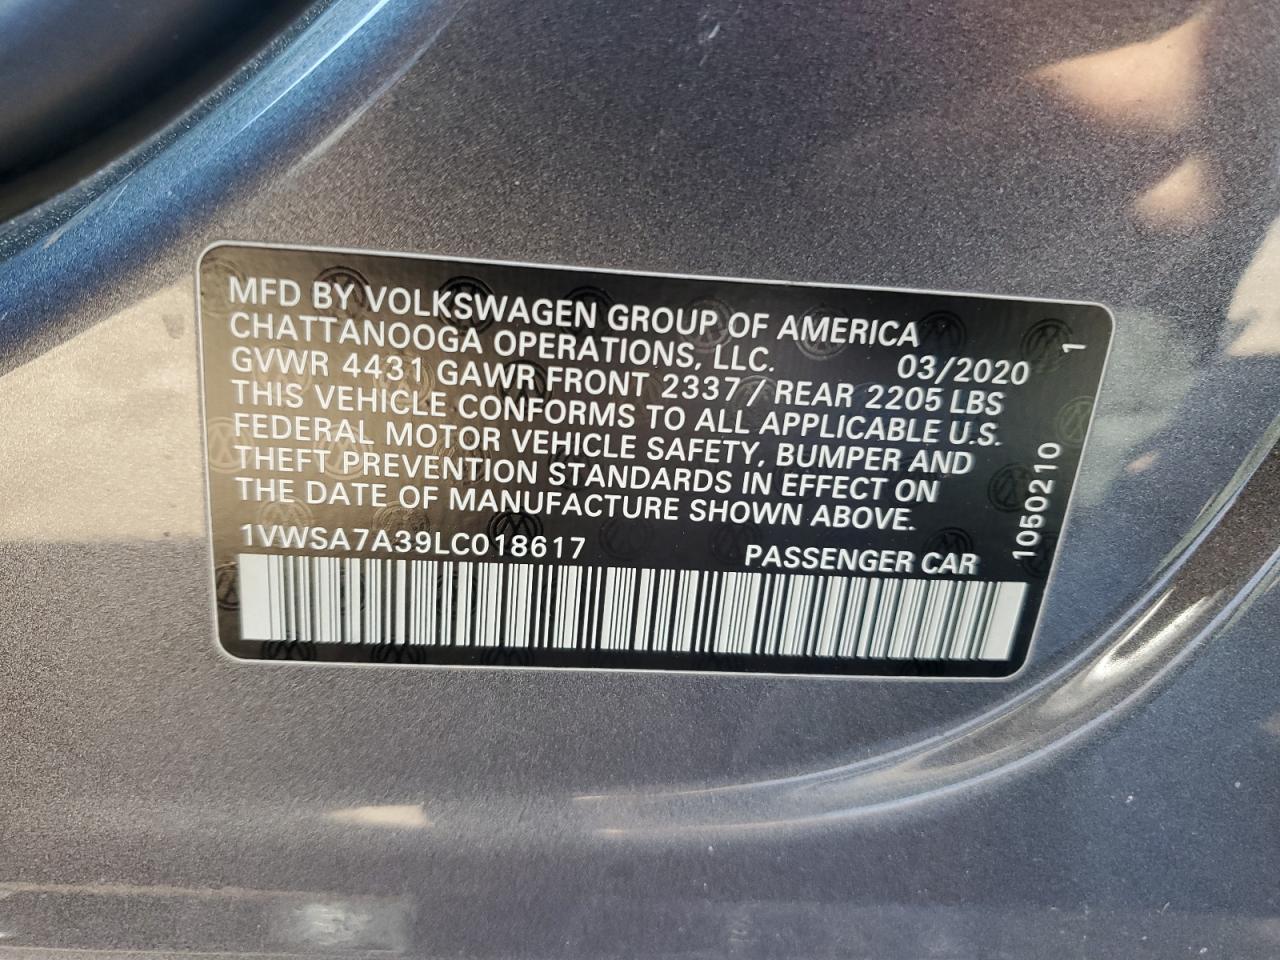 MFD BY VOLKSWAGEN GROUP OF AMERICA
CHATTANOOGA OPERATIONS, LLC. 03/2020 1
GVWR 4431 GAWR FRONT 2337/ REAR 2205 LBS
THIS VEHICLE CONFORMS TO ALL APPLICABLE U.S.
FEDERAL MOTOR VEHICLE SAFETY, BUMPER AND
THEFT PREVENTION STANDARDS IN EFFECT ON
THE DATE OF MANUFACTURE SHOWN ABOVE.
1VWSA7A39LC018617 PASSENGER CAR
1050210